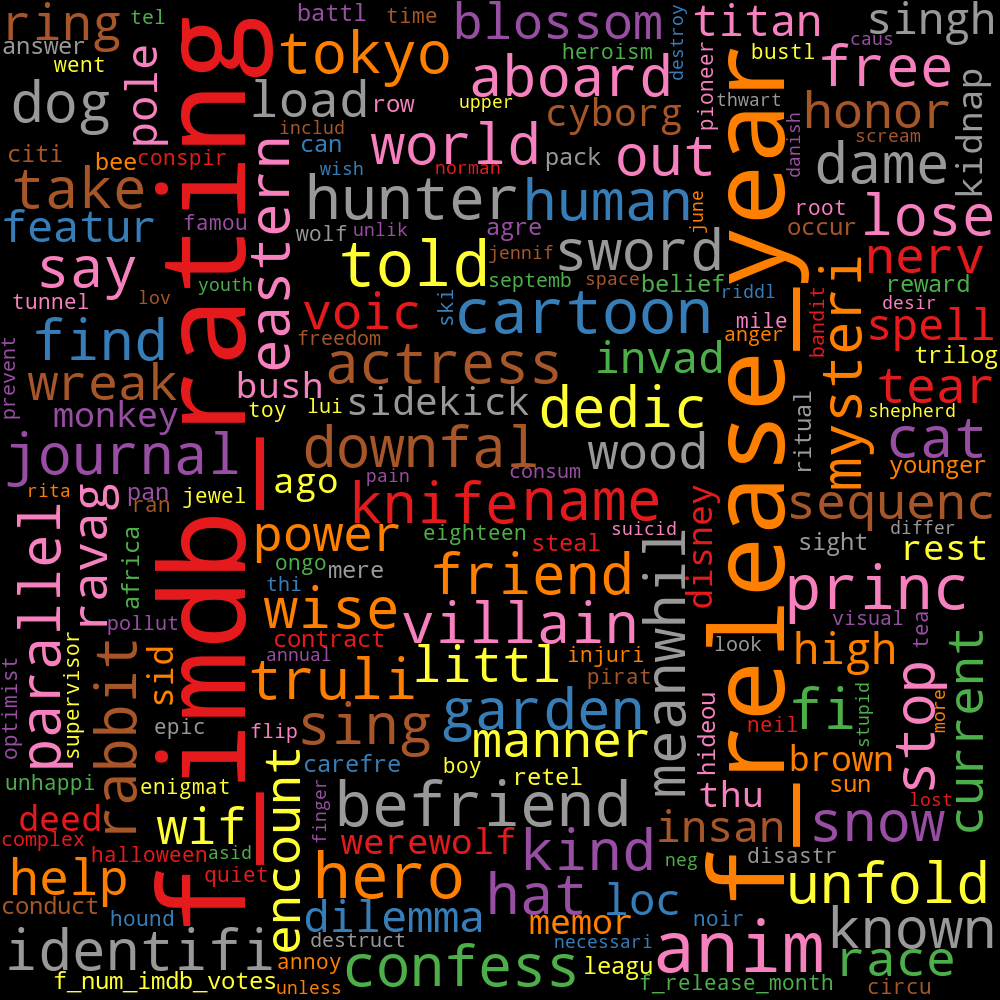 ring
tel
battl
time
blossom
titan
singh
answer
went
pole
tokyo
heroism
destroy
bustl
caus
free
dog
load
row
aboard
upper
cyborg
pioneer
thwart
honor
scream
kidnap
citi
bee
conspir
includ
can
wish
world
norman
pack
out
danish
dame
take
f_imdb_rating
eastern
hunter
human
june
f_release_year
root
occur
lose
featur
famou
wolf
unlik
agre
jennif
sword
say
youth
told
septemb
space
belief
riddl
mysteri
nerv
reward
tunnel
lov
voic
ski
cartoon
mile
anger
bandit
desir
spell
prevent
find
freedom
actress
invad
trilog
wreak
bush
sidekick
dedic
ritual
tear
shepherd
monkey
toy
lui
downfal
wood
cat
journal
pain
consum
younger
rita
pan
ran
jewel
ago
knife
name
disney
sequenc
parallel
ravag
power
eighteen
steal
suicid
meanwhil
sight
differ
rest
africa
ongo
mere
thi
friend
princ
wise
villain
pollut
contract
visual
tea
current
optimist
supervisor
rabbit
sid
annual
truli
littl
injuri
pirat
look
high
stop
more
epic
flip
sing
garden
manner
hideou
neil
fi
stupid
unhappi
enigmat
encount
carefre
boy
retel
thu
brown
sun
lost
deed
complex
wif
finger
befriend
insan
snow
halloween
asid
quiet
werewolf
kind
neg
disastr
help
hero
hat
loc
unfold
conduct
hound
dilemma
memor
noir
known
identifi
destruct
necessari
anim
race
f_num_imdb_votes
annoy
unless
confess
leagu
f_release_month
circu